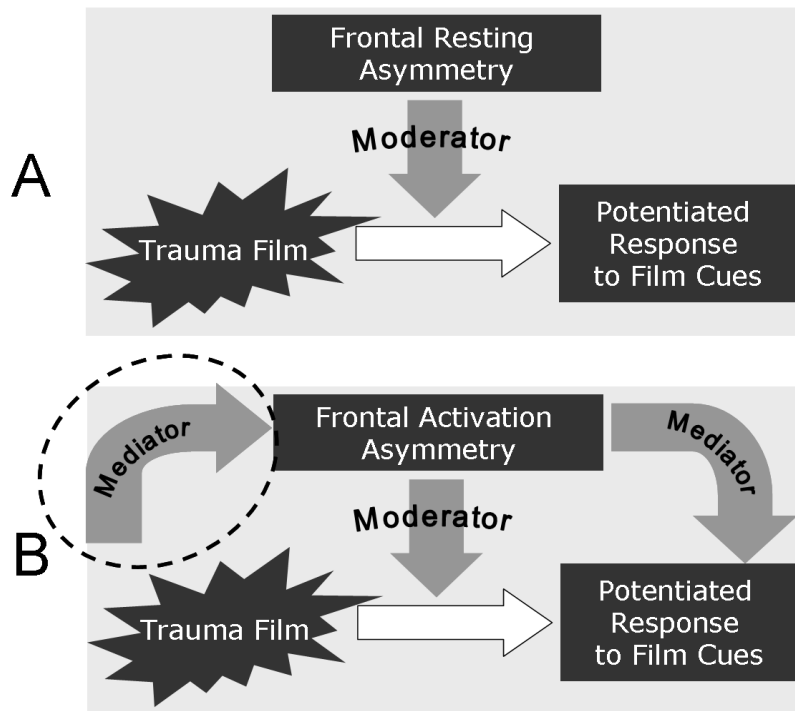 A
Frontal Resting
Asymmetry
Moderator
Trauma Film
Potentiated
Response
to Film Cues
B
Mediator
Frontal Activation
Asymmetry
Mediator
Moderator
Trauma Film
Potentiated
Response
to Film Cues